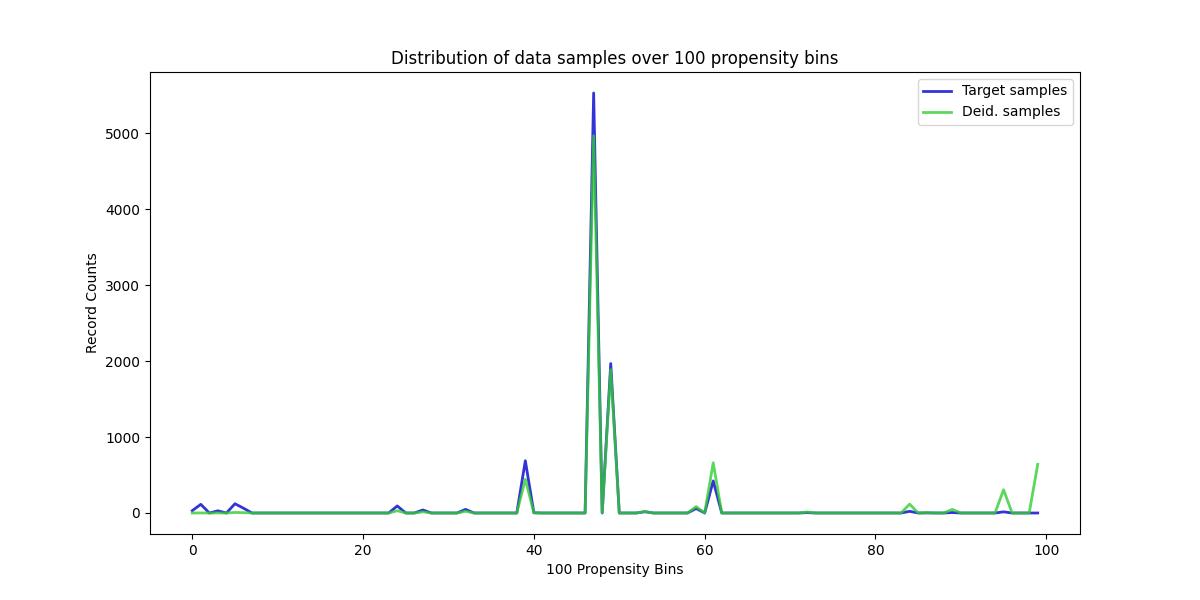 Distribution of data samples over 100 propensity bins
Target samples
Deid. samples
Record Counts
5000
4000
3000
2000
1000
0
0 20 40 60 80 100
100 Propensity Bins